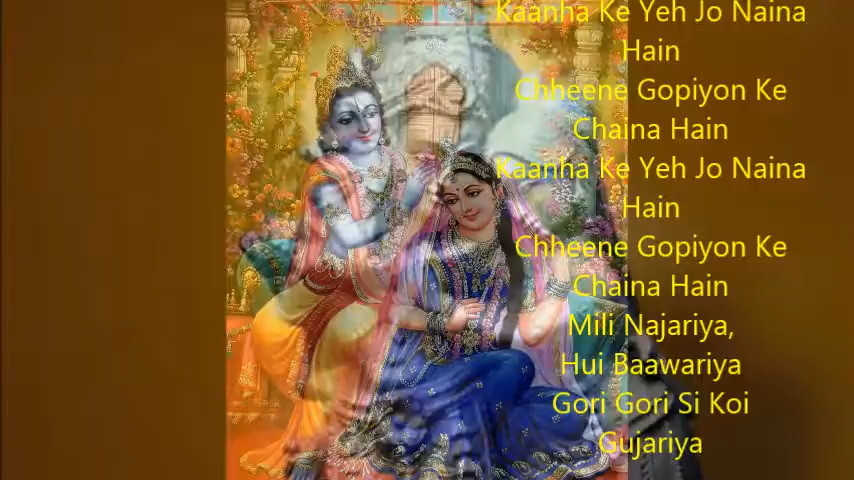 Kaanha Ke Yeh Jo Naina
Hain
Chheene Gopiyon Ke
Chaina Hain
Kaanha Ke Yeh Jo Naina
Hain
Chheene Gopiyon Ke
Chaina Hain
Mili Najariya,
Hui Baawariya
Gori Gori Si Koi
Gujariya